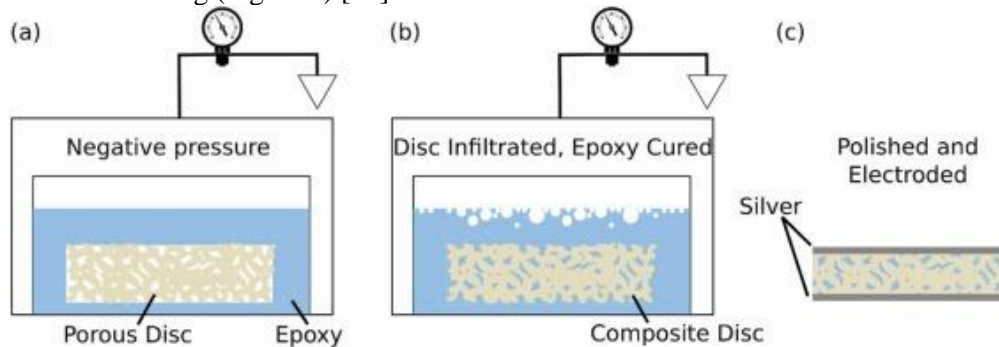 (a)
Negative pressure
Porous Disc
Epoxy
(b)
Disc Infiltrated, Epoxy Cured
Composite Disc
(c)
Polished and
Electroded
Silver